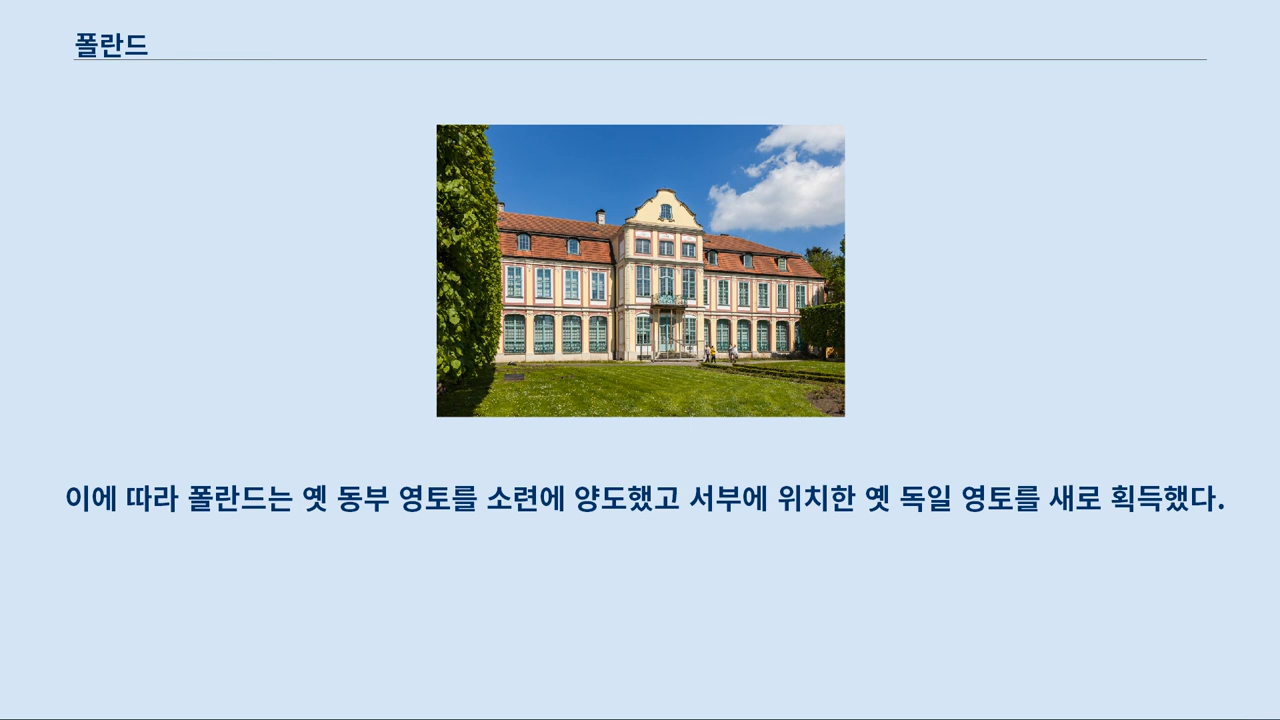 폴란드
이에 따라 폴란드는 옛 동부 영토를 소련에 양도했고 서부에 위치한 옛 독일 영토를 새로 획득했다.